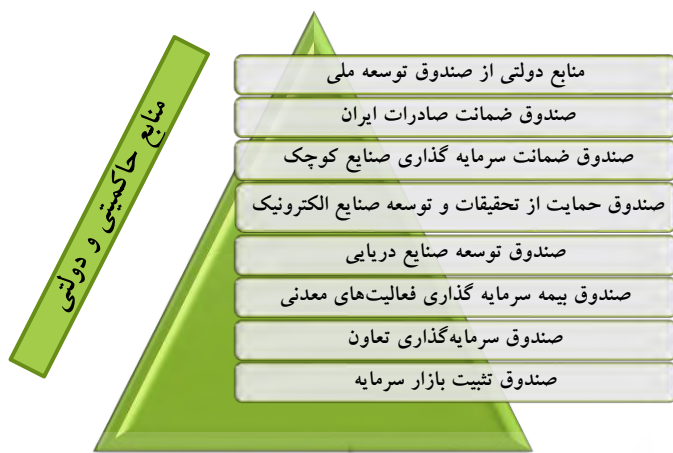 منابع حاکمیتی و دولتی
منابع دولتی از صندوق توسعه ملی
صندوق ضمانت صادرات ایران
صندوق ضمانت سرمایه گذاری صنایع کوچک
صندوق حمایت از تحقیقات و توسعه صنایع الکترونیک
صندوق توسعه صنایع دریایی
صندوق بیمه سرمایه گذاری فعالیت‌های معدنی
صندوق سرمایه‌گذاری تعاون
صندوق تثبیت بازار سرمایه